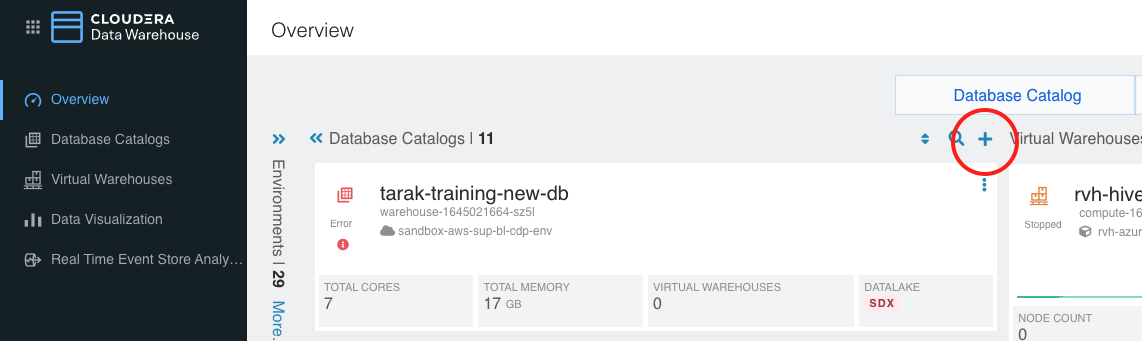 CLOUDERA
Data Warehouse
Overview
Database Catalogs
Virtual Warehouses
Data Visualization
Real Time Event Store Analy...
Overview
Database Catalog
Database Catalogs | 11
Environments | 29
More...
tarak-training-new-db
warehouse-1645021664-sz5l
sandbox-aws-sup-bl-cdp-env
Error
TOTAL CORES
7
TOTAL MEMORY
17 GB
VIRTUAL WAREHOUSES
0
DATALAKE
SDX
Virtual Warehouses
rvh-hive
compute-16
rvh-azur
Stopped
NODE COUNT
0